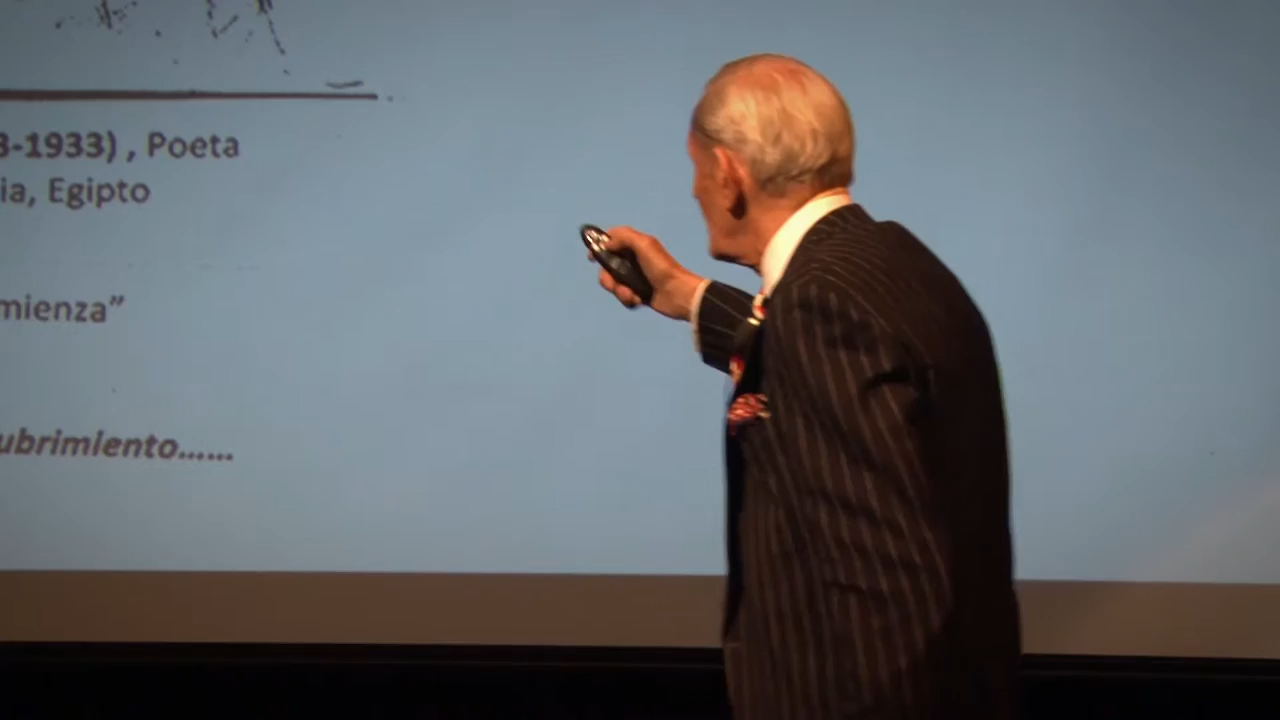 3-1933) , Poeta
ia, Egipto
mienza”
ubrimiento......